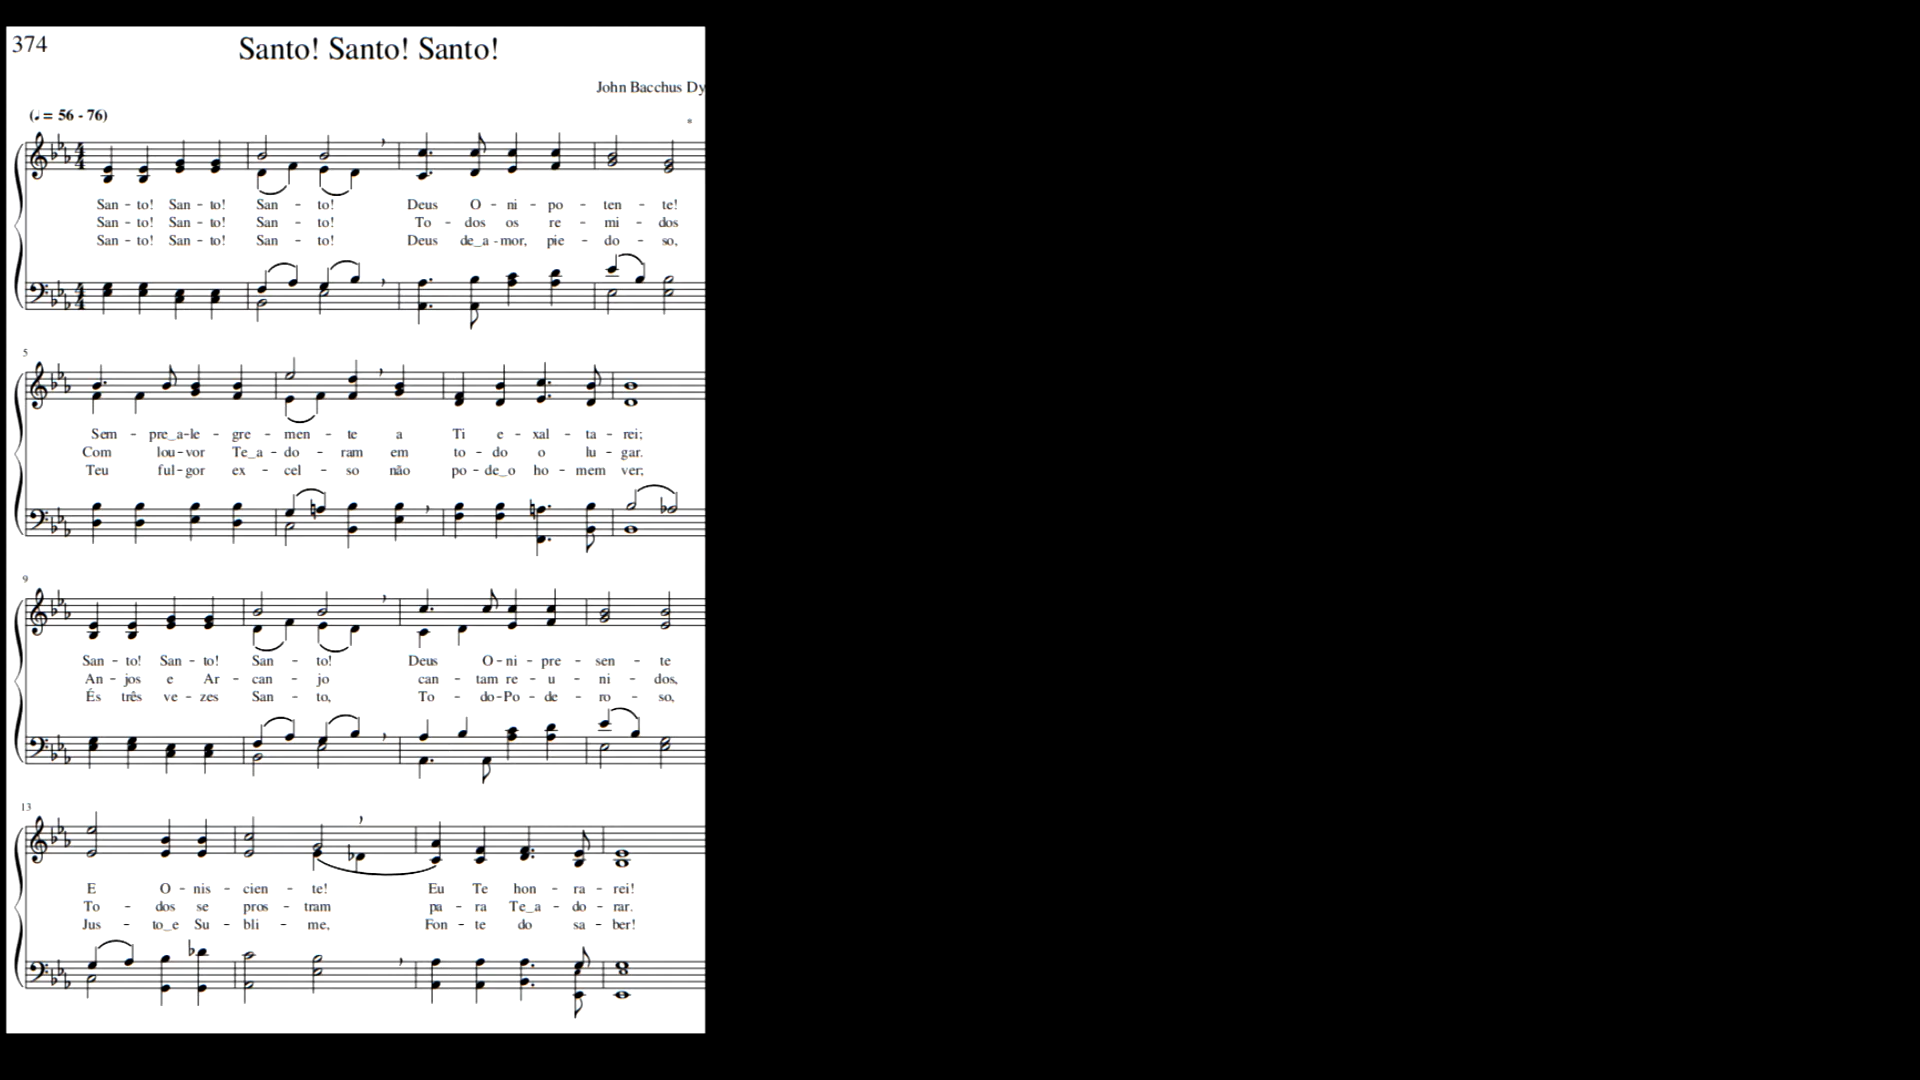 374
Santo! Santo! Santo!
John Bacchus Dy
(♩= 56 - 76)
San - to! San - to! San - to! Deus O - ni - po - ten - te!
San - to! San - to! San - to! To - dos os re - mi - dos
San - to! San - to! San - to! Deus de_a - mor, pie - do - so,
5
Sem - pre_a-le - gre - men - te a Ti e - xal - ta - rei;
Com lou - vor Te_a - do - ram em to - do o lu - gar.
Teu ful - gor ex - cel - so não po - de_o ho - mem ver;
9
San - to! San - to! San - to! Deus O - ni - pre - sen - te
An - jos e Ar - can - jo can - tam re - u - ni - dos,
És três ve - zes San - to, To - do-Po - de - ro - so,
13
E O - nis - cien - te! Eu Te hon - ra - rei!
To - dos se pros - tram pa - ra Te_a - do - rar.
Jus - to_e Su - bli - me, Fon - te do sa - ber!